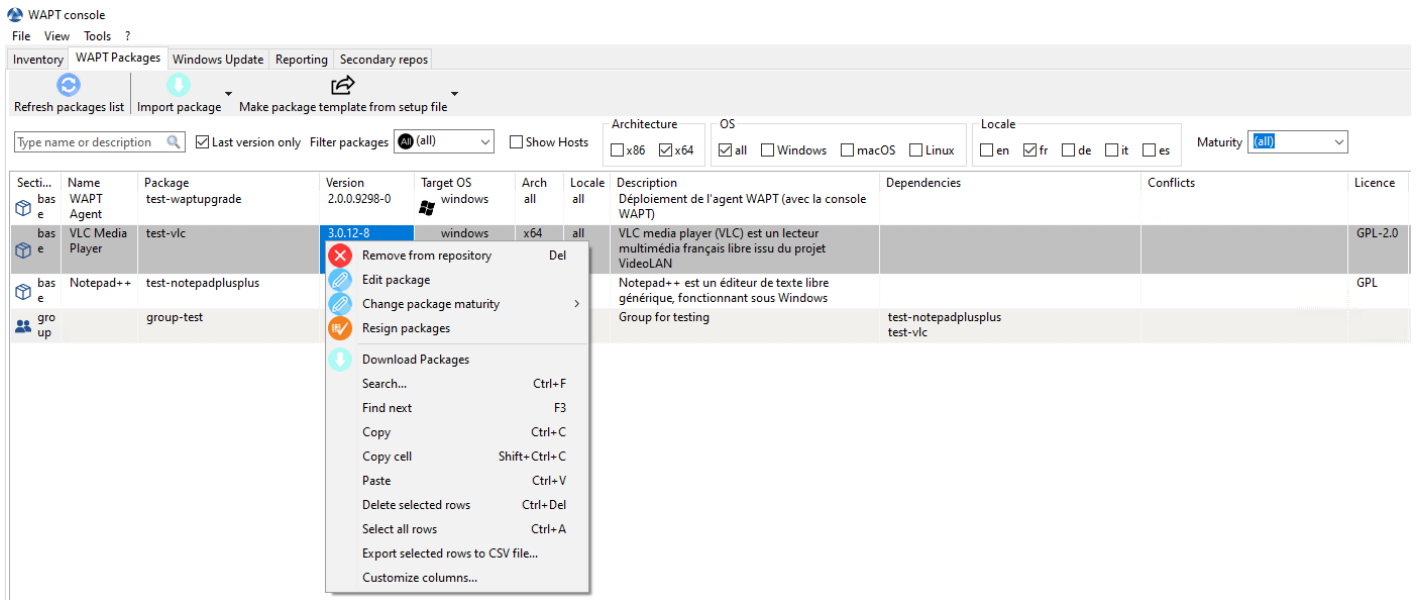 WAPT console
File View Tools ?
Inventory WAPT Packages Windows Update Reporting Secondary repos
Refresh packages list Import package Make package template from setup file
Type name or description Last version only Filter packages All (all) Show Hosts
Architecture OS Locale
x86 x64 all Windows macOS Linux en fr de it es Maturity (all)
Secti... Name Package Version Target OS Arch Locale Description Dependencies Conflicts Licence
bas WAPT test-waptupgrade 2.0.0.9298-0 windows all all Déploiement de l'agent WAPT (avec la console
e Agent WAPT)
bas VLC Media test-vlc 3.0.12-8 windows x64 all VLC media player (VLC) est un lecteur GPL-2.0
e Player multimédia français libre issu du projet
VideoLAN
bas Notepad++ test-notepadplusplus Notepad++ est un éditeur de texte libre GPL
e générique, fonctionnant sous Windows
gro group-test Group for testing test-notepadplusplus
up test-vlc
Remove from repository Del
Edit package
Change package maturity >
Resign packages
Download Packages
Search... Ctrl+F
Find next F3
Copy Ctrl+C
Copy cell Shift+Ctrl+C
Paste Ctrl+V
Delete selected rows Ctrl+Del
Select all rows Ctrl+A
Export selected rows to CSV file...
Customize columns...